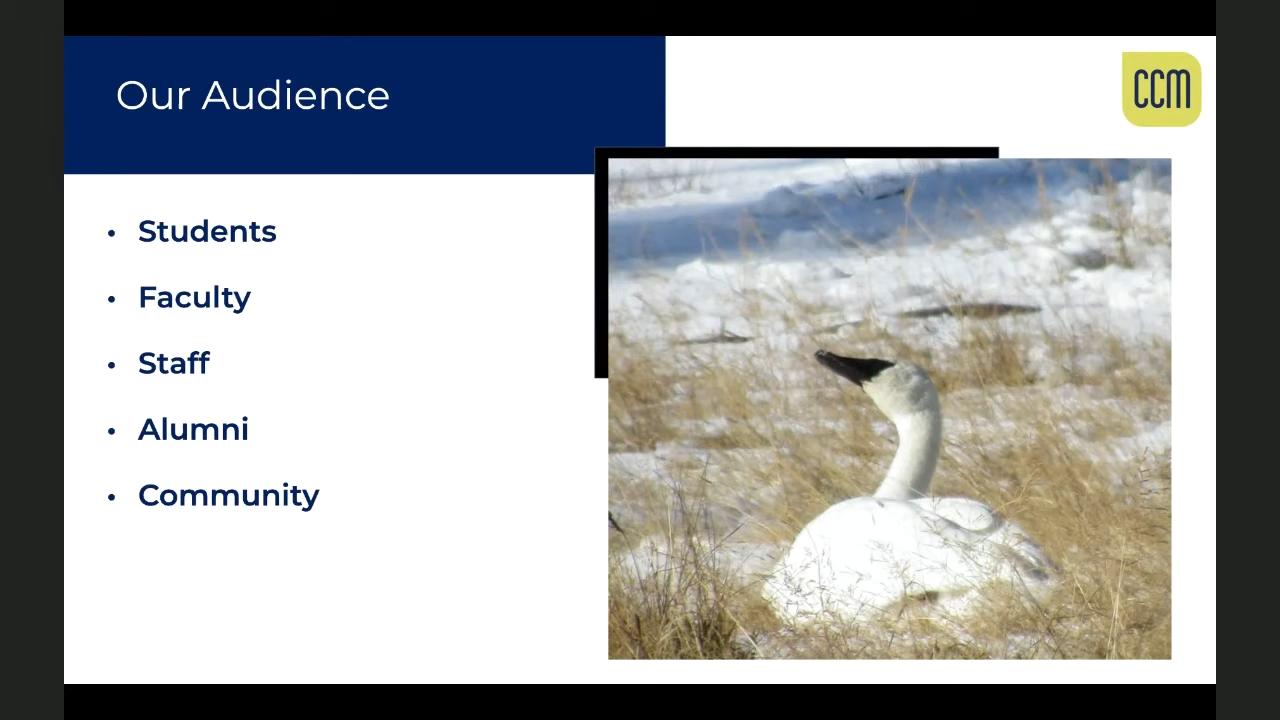 Our Audience
CCM
• Students
• Faculty
• Staff
• Alumni
• Community